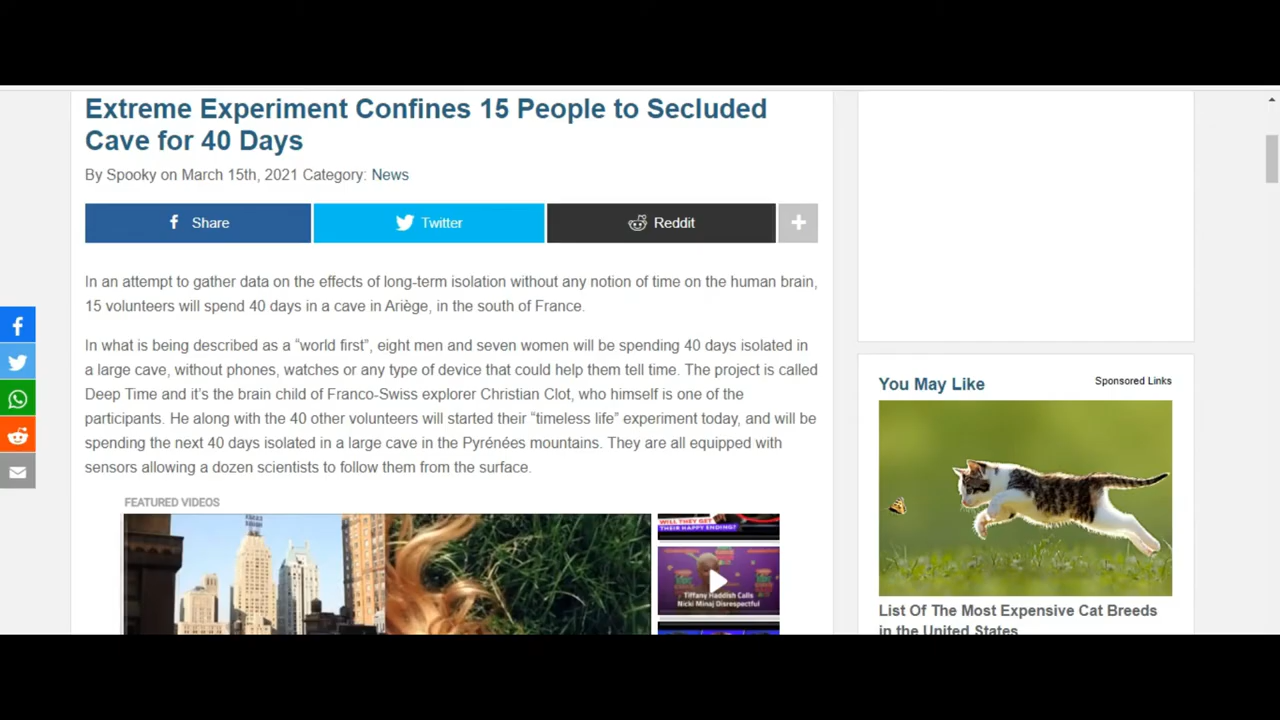 Extreme Experiment Confines 15 People to Secluded
Cave for 40 Days
By Spooky on March 15th, 2021 Category: News
Share
Twitter
Reddit
In an attempt to gather data on the effects of long-term isolation without any notion of time on the human brain,
15 volunteers will spend 40 days in a cave in Ariège, in the south of France.
In what is being described as a “world first”, eight men and seven women will be spending 40 days isolated in
a large cave, without phones, watches or any type of device that could help them tell time. The project is called
Deep Time and it’s the brain child of Franco-Swiss explorer Christian Clot, who himself is one of the
participants. He along with the 40 other volunteers will started their “timeless life” experiment today, and will be
spending the next 40 days isolated in a large cave in the Pyrénées mountains. They are all equipped with
sensors allowing a dozen scientists to follow them from the surface.
FEATURED VIDEOS
WILL THEY GET
THEIR HAPPY ENDING?
Tiffany Haddish Calls
Nicki Minaj Disrespectful
You May Like
Sponsored Links
List Of The Most Expensive Cat Breeds
in the United States